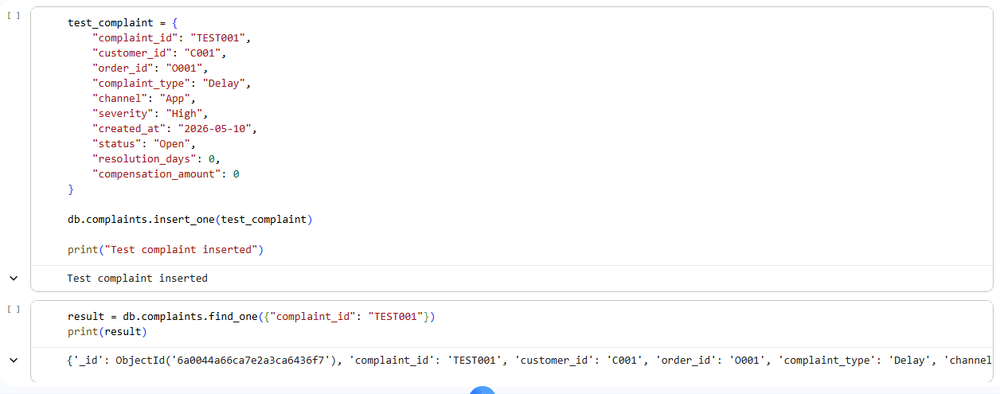 [ ]
test_complaint = {
    "complaint_id": "TEST001",
    "customer_id": "C001",
    "order_id": "O001",
    "complaint_type": "Delay",
    "channel": "App",
    "severity": "High",
    "created_at": "2026-05-10",
    "status": "Open",
    "resolution_days": 0,
    "compensation_amount": 0
}
db.complaints.insert_one(test_complaint)
print("Test complaint inserted")
Test complaint inserted
[ ]
result = db.complaints.find_one({"complaint_id": "TEST001"})
print(result)
{'_id': ObjectId('6a0044a66ca7e2a3ca6436f7'), 'complaint_id': 'TEST001', 'customer_id': 'C001', 'order_id': 'O001', 'complaint_type': 'Delay', 'channel